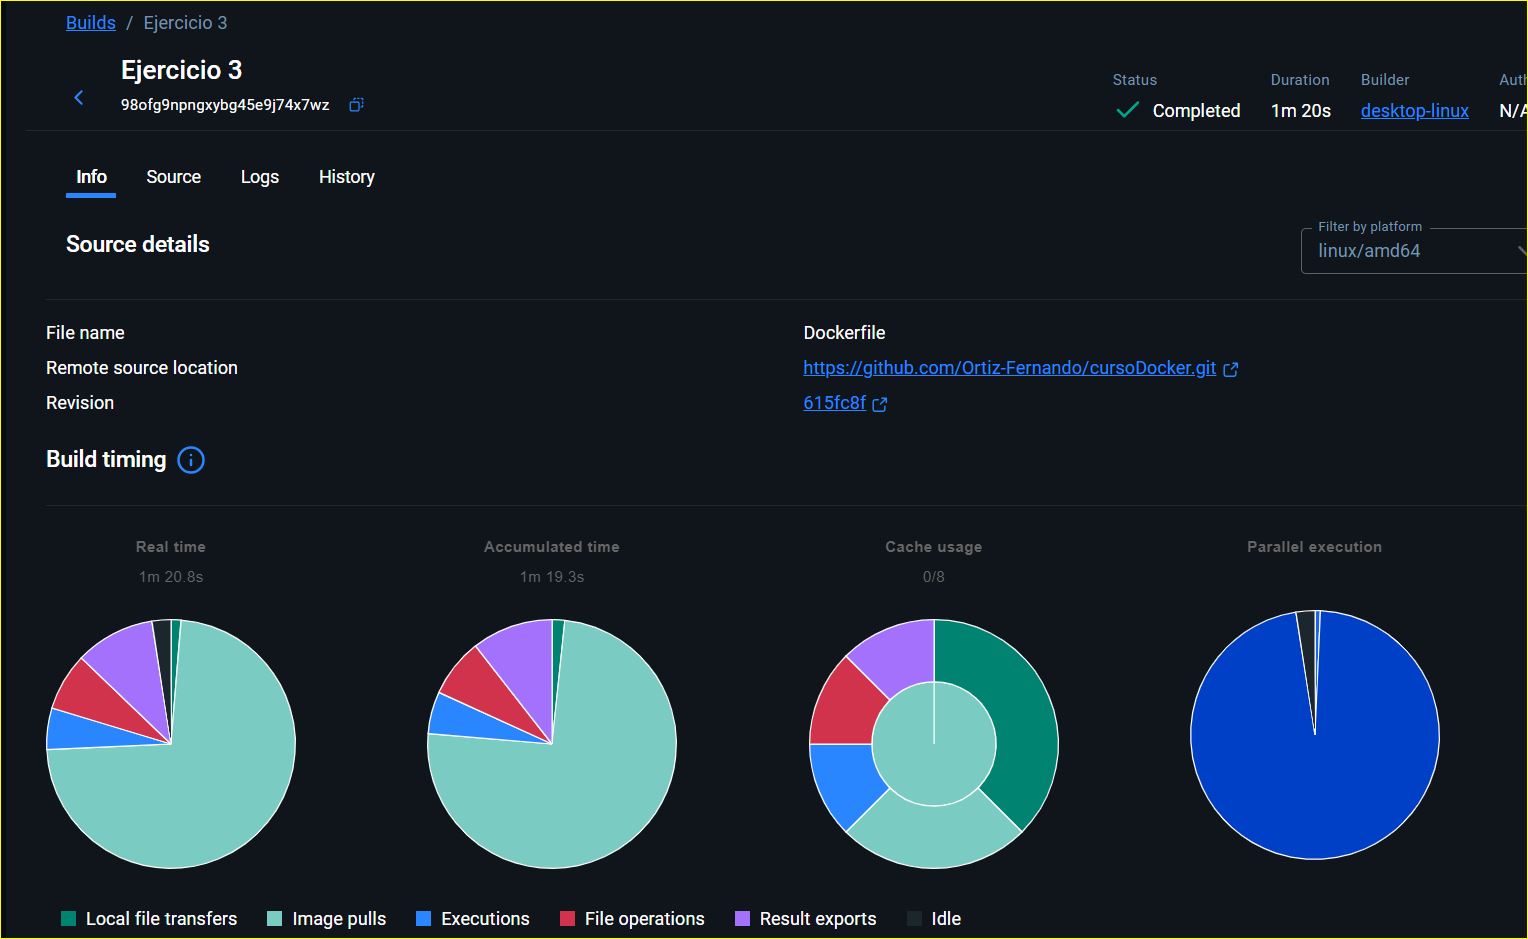 Builds / Ejercicio 3
Ejercicio 3
98ofg9npngxybg45e9j74x7wz
Status Duration Builder Auth
Completed 1m 20s desktop-linux N/A
Info Source Logs History
Source details
Filter by platform
linux/amd64
File name Dockerfile
Remote source location https://github.com/Ortiz-Fernando/cursoDocker.git
Revision 615fc8f
Build timing
Real time Accumulated time Cache usage Parallel execution
1m 20.8s 1m 19.3s 0/8
Local file transfers Image pulls Executions File operations Result exports Idle